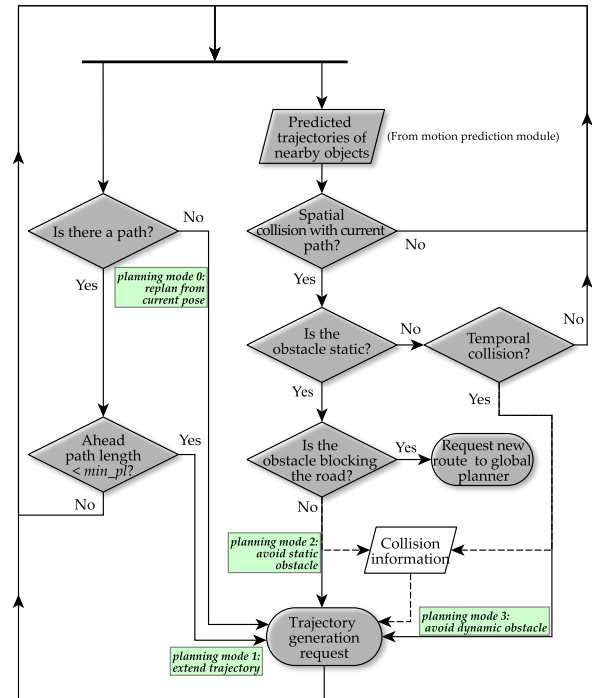 Predicted
trajectories of
nearby objects
(From motion prediction module)
Is there a path?
No
Spatial
collision with current
path?
No
Yes
planning mode 0:
replan from
current pose
Yes
Is the
obstacle static?
No
Temporal
collision?
No
Yes
Yes
Ahead
path length
< min_pl?
Yes
No
Is the
obstacle blocking
the road?
Yes
Request new
route to global
planner
No
planning mode 2:
avoid static
obstacle
Collision
information
Trajectory
generation
request
planning mode 3:
avoid dynamic obstacle
planning mode 1:
extend trajectory